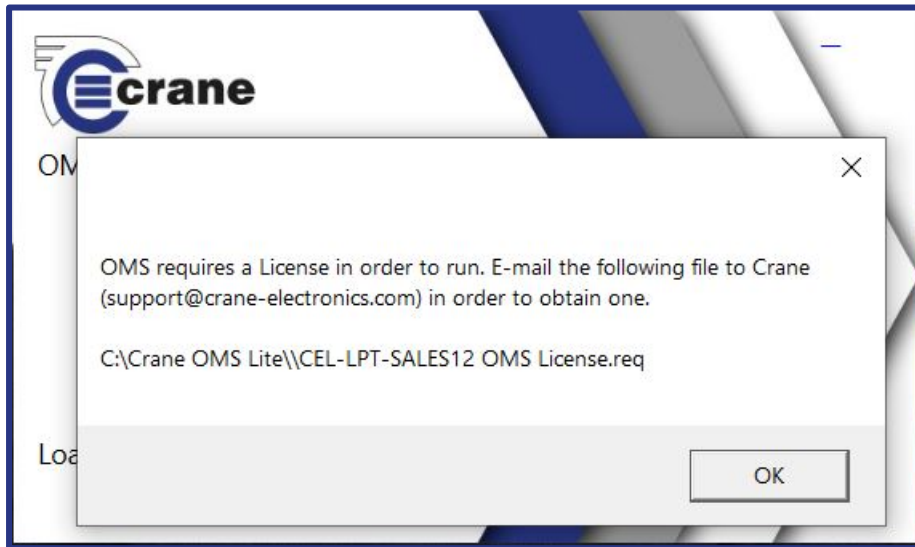 crane
OM
OMS requires a License in order to run. E-mail the following file to Crane
(support@crane-electronics.com) in order to obtain one.
C:\Crane OMS Lite\\CEL-LPT-SALES12 OMS License.req
Loa
OK